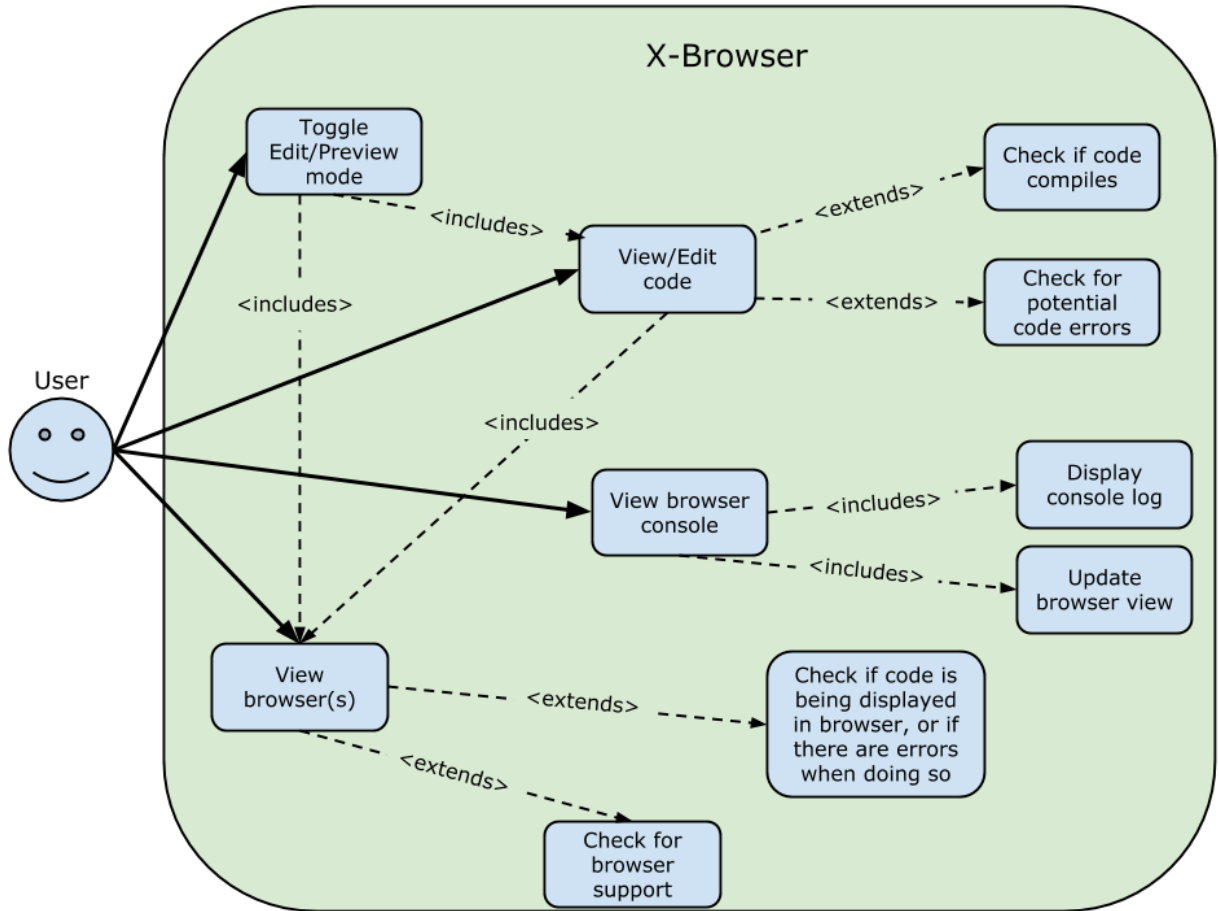 X-Browser
Toggle
Edit/Preview
mode
Check if code
compiles
<extends>
<includes>
View/Edit
code
Check for
potential
code errors
<includes>
<extends>
User
<includes>
Display
console log
View browser
console
<includes>
<includes>
Update
browser view
View
browser(s)
Check if code is
being displayed
in browser, or if
there are errors
when doing so
<extends>
<extends>
Check for
browser
support